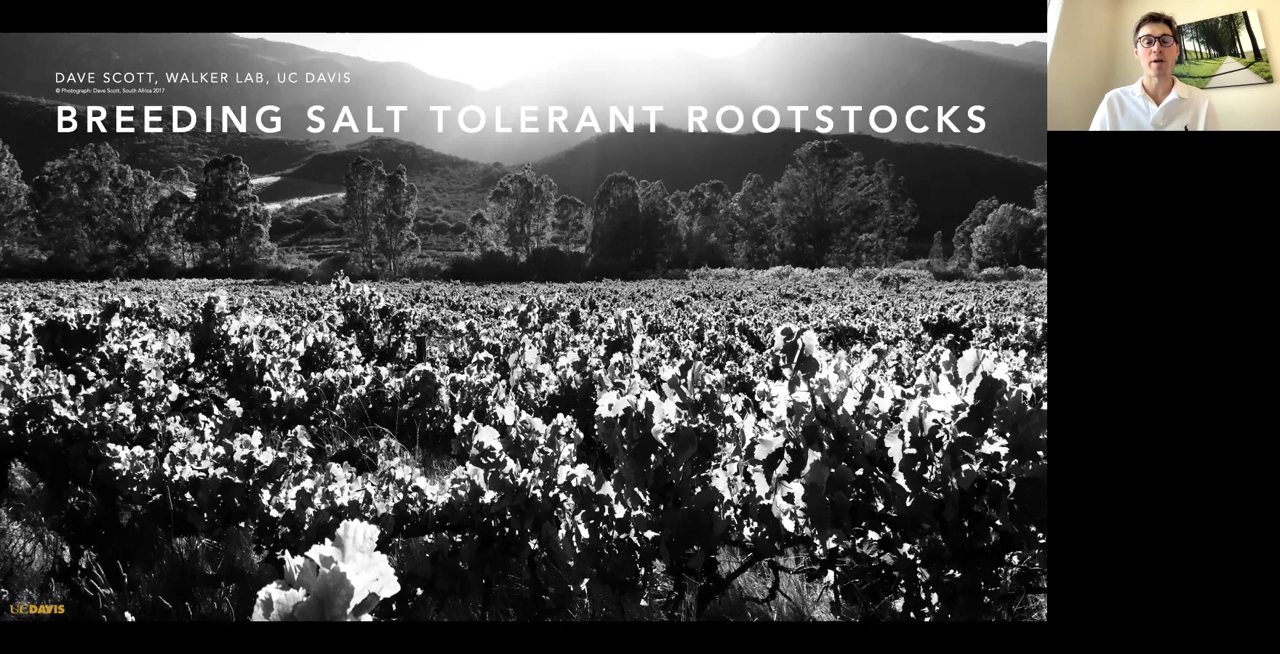 DAVE SCOTT, WALKER LAB, UC DAVIS
© Photograph: Dave Scott, South Africa 2017
BREEDING SALT TOLERANT ROOTSTOCKS
UCDAVIS